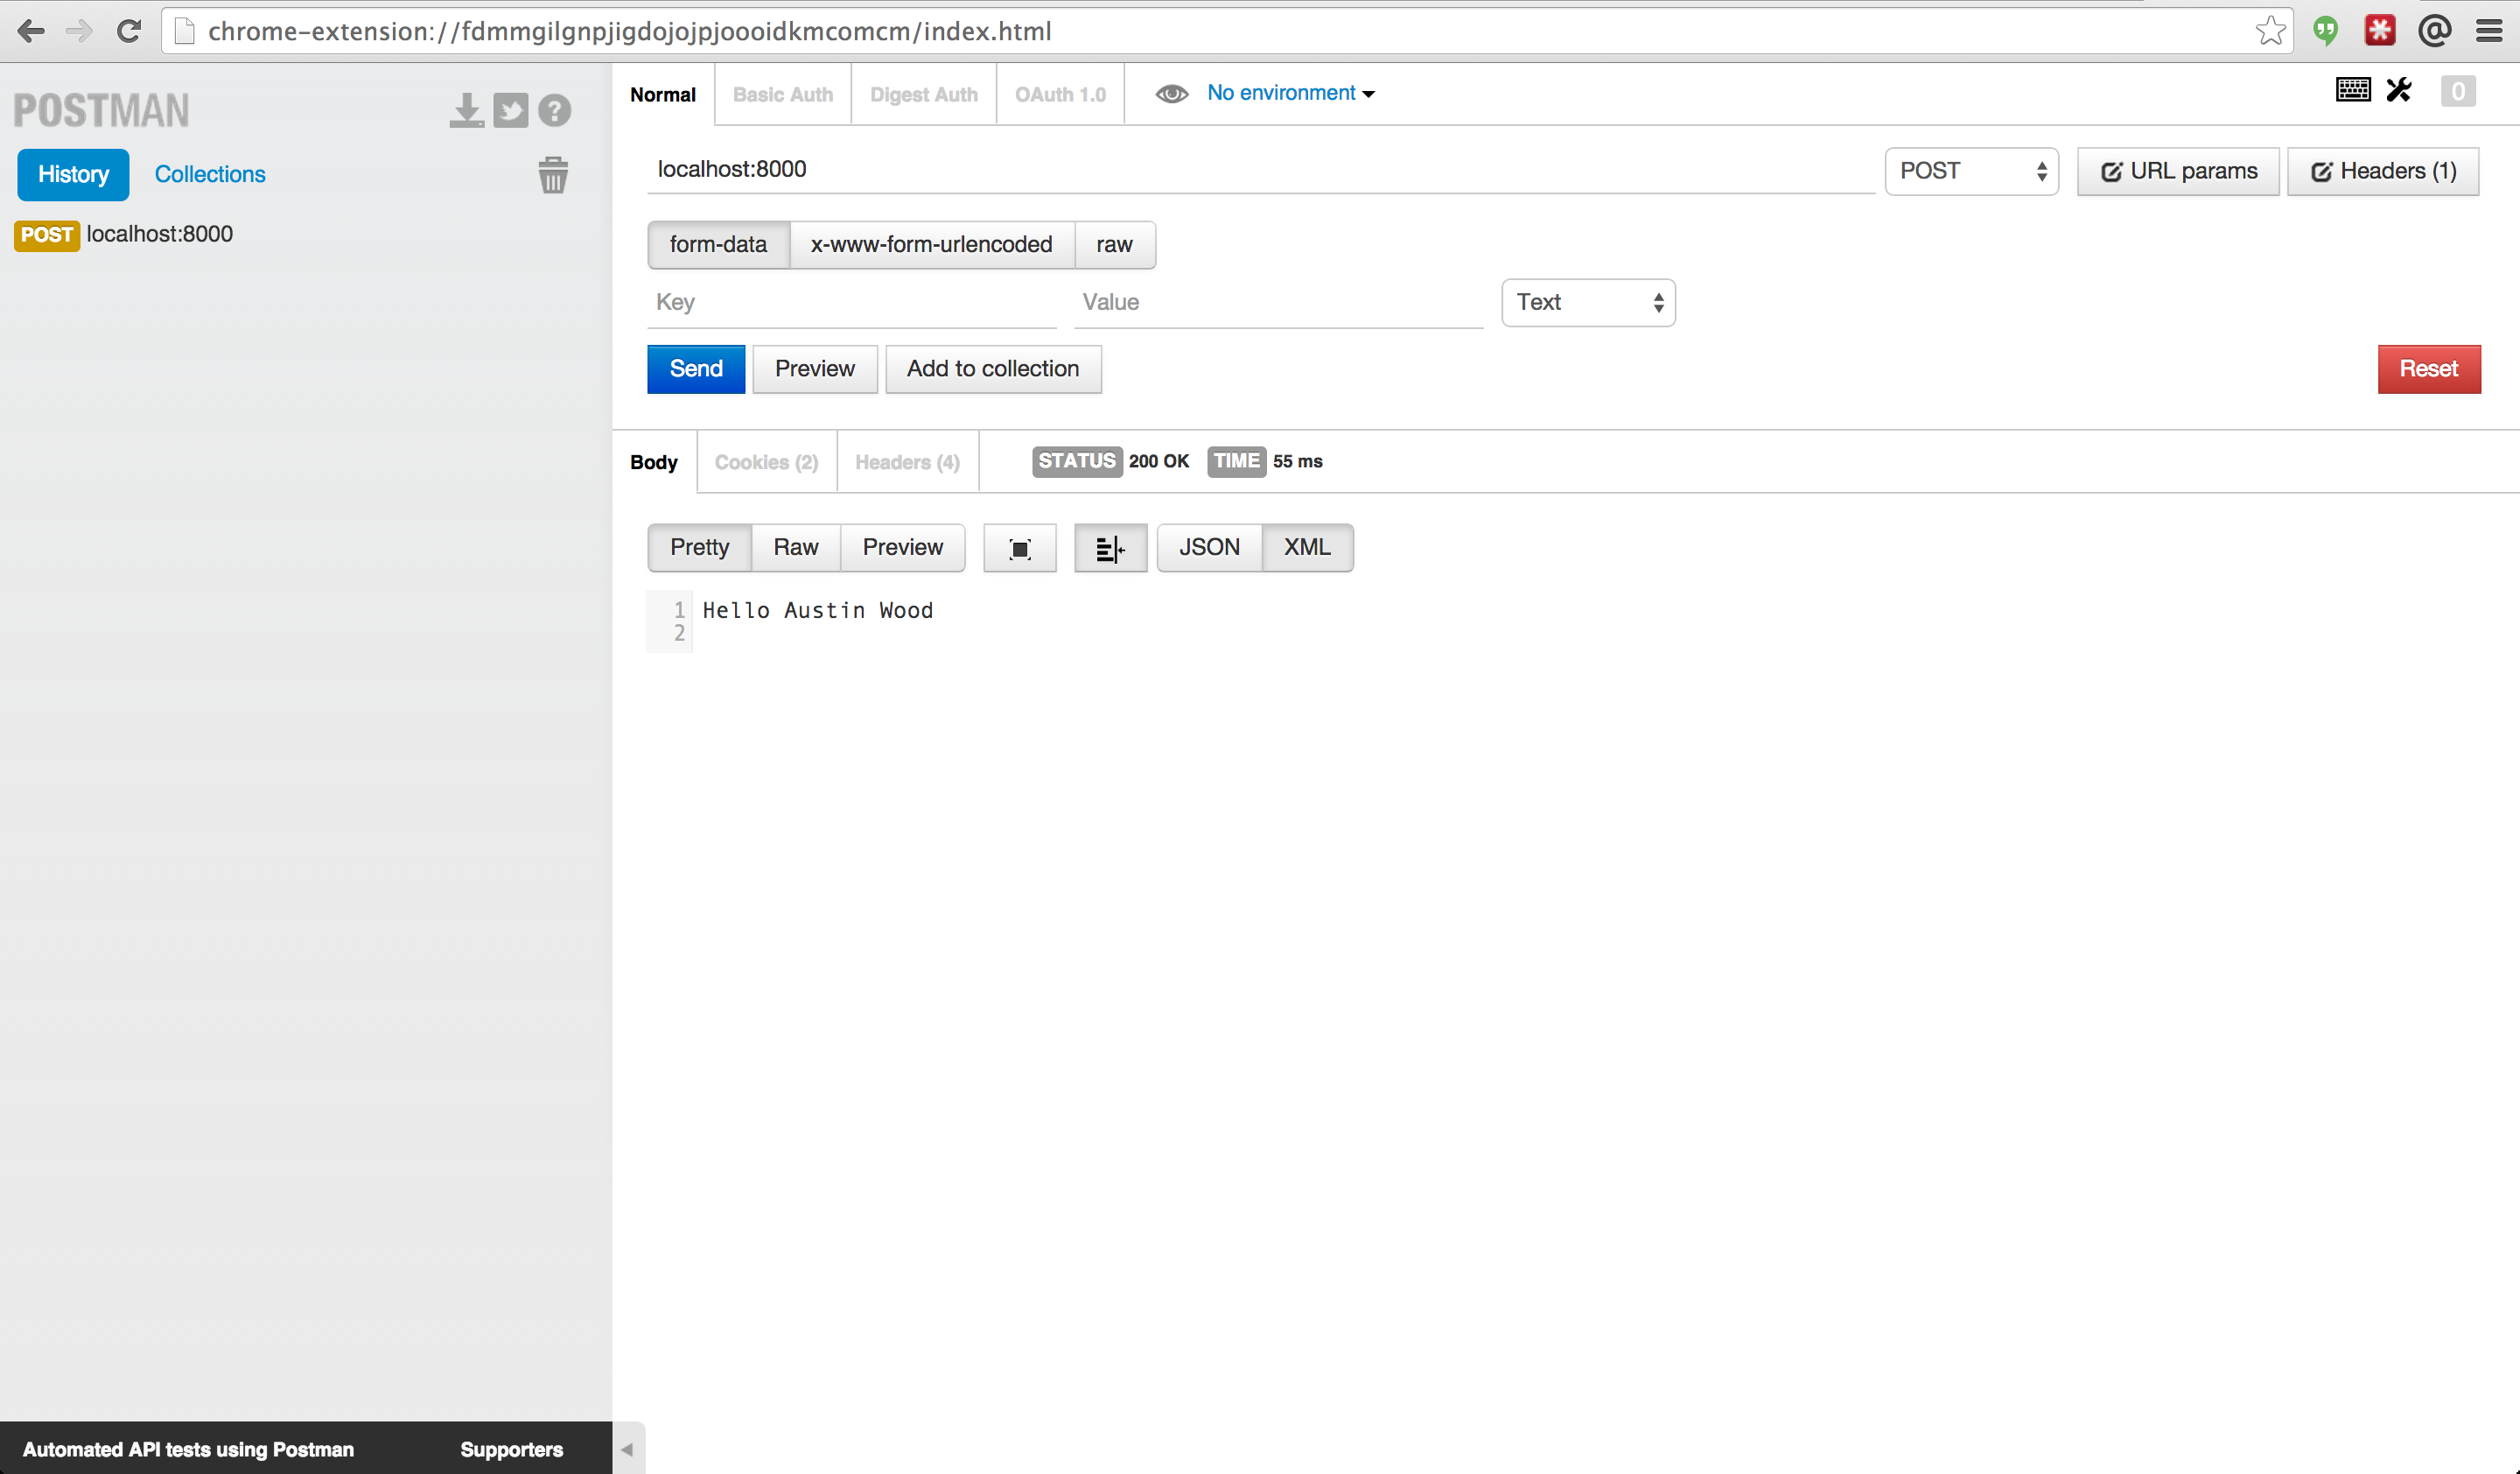 chrome-extension://fdmmgilgnpjigdojojpjoooidkmcomcm/index.html
POSTMAN
History Collections
POST localhost:8000
Automated API tests using Postman Supporters
Normal Basic Auth Digest Auth OAuth 1.0 No environment 0
localhost:8000 POST URL params Headers (1)
form-data x-www-form-urlencoded raw
Key Value Text
Send Preview Add to collection Reset
Body Cookies (2) Headers (4) STATUS 200 OK TIME 55 ms
Pretty Raw Preview JSON XML
1 Hello Austin Wood
2